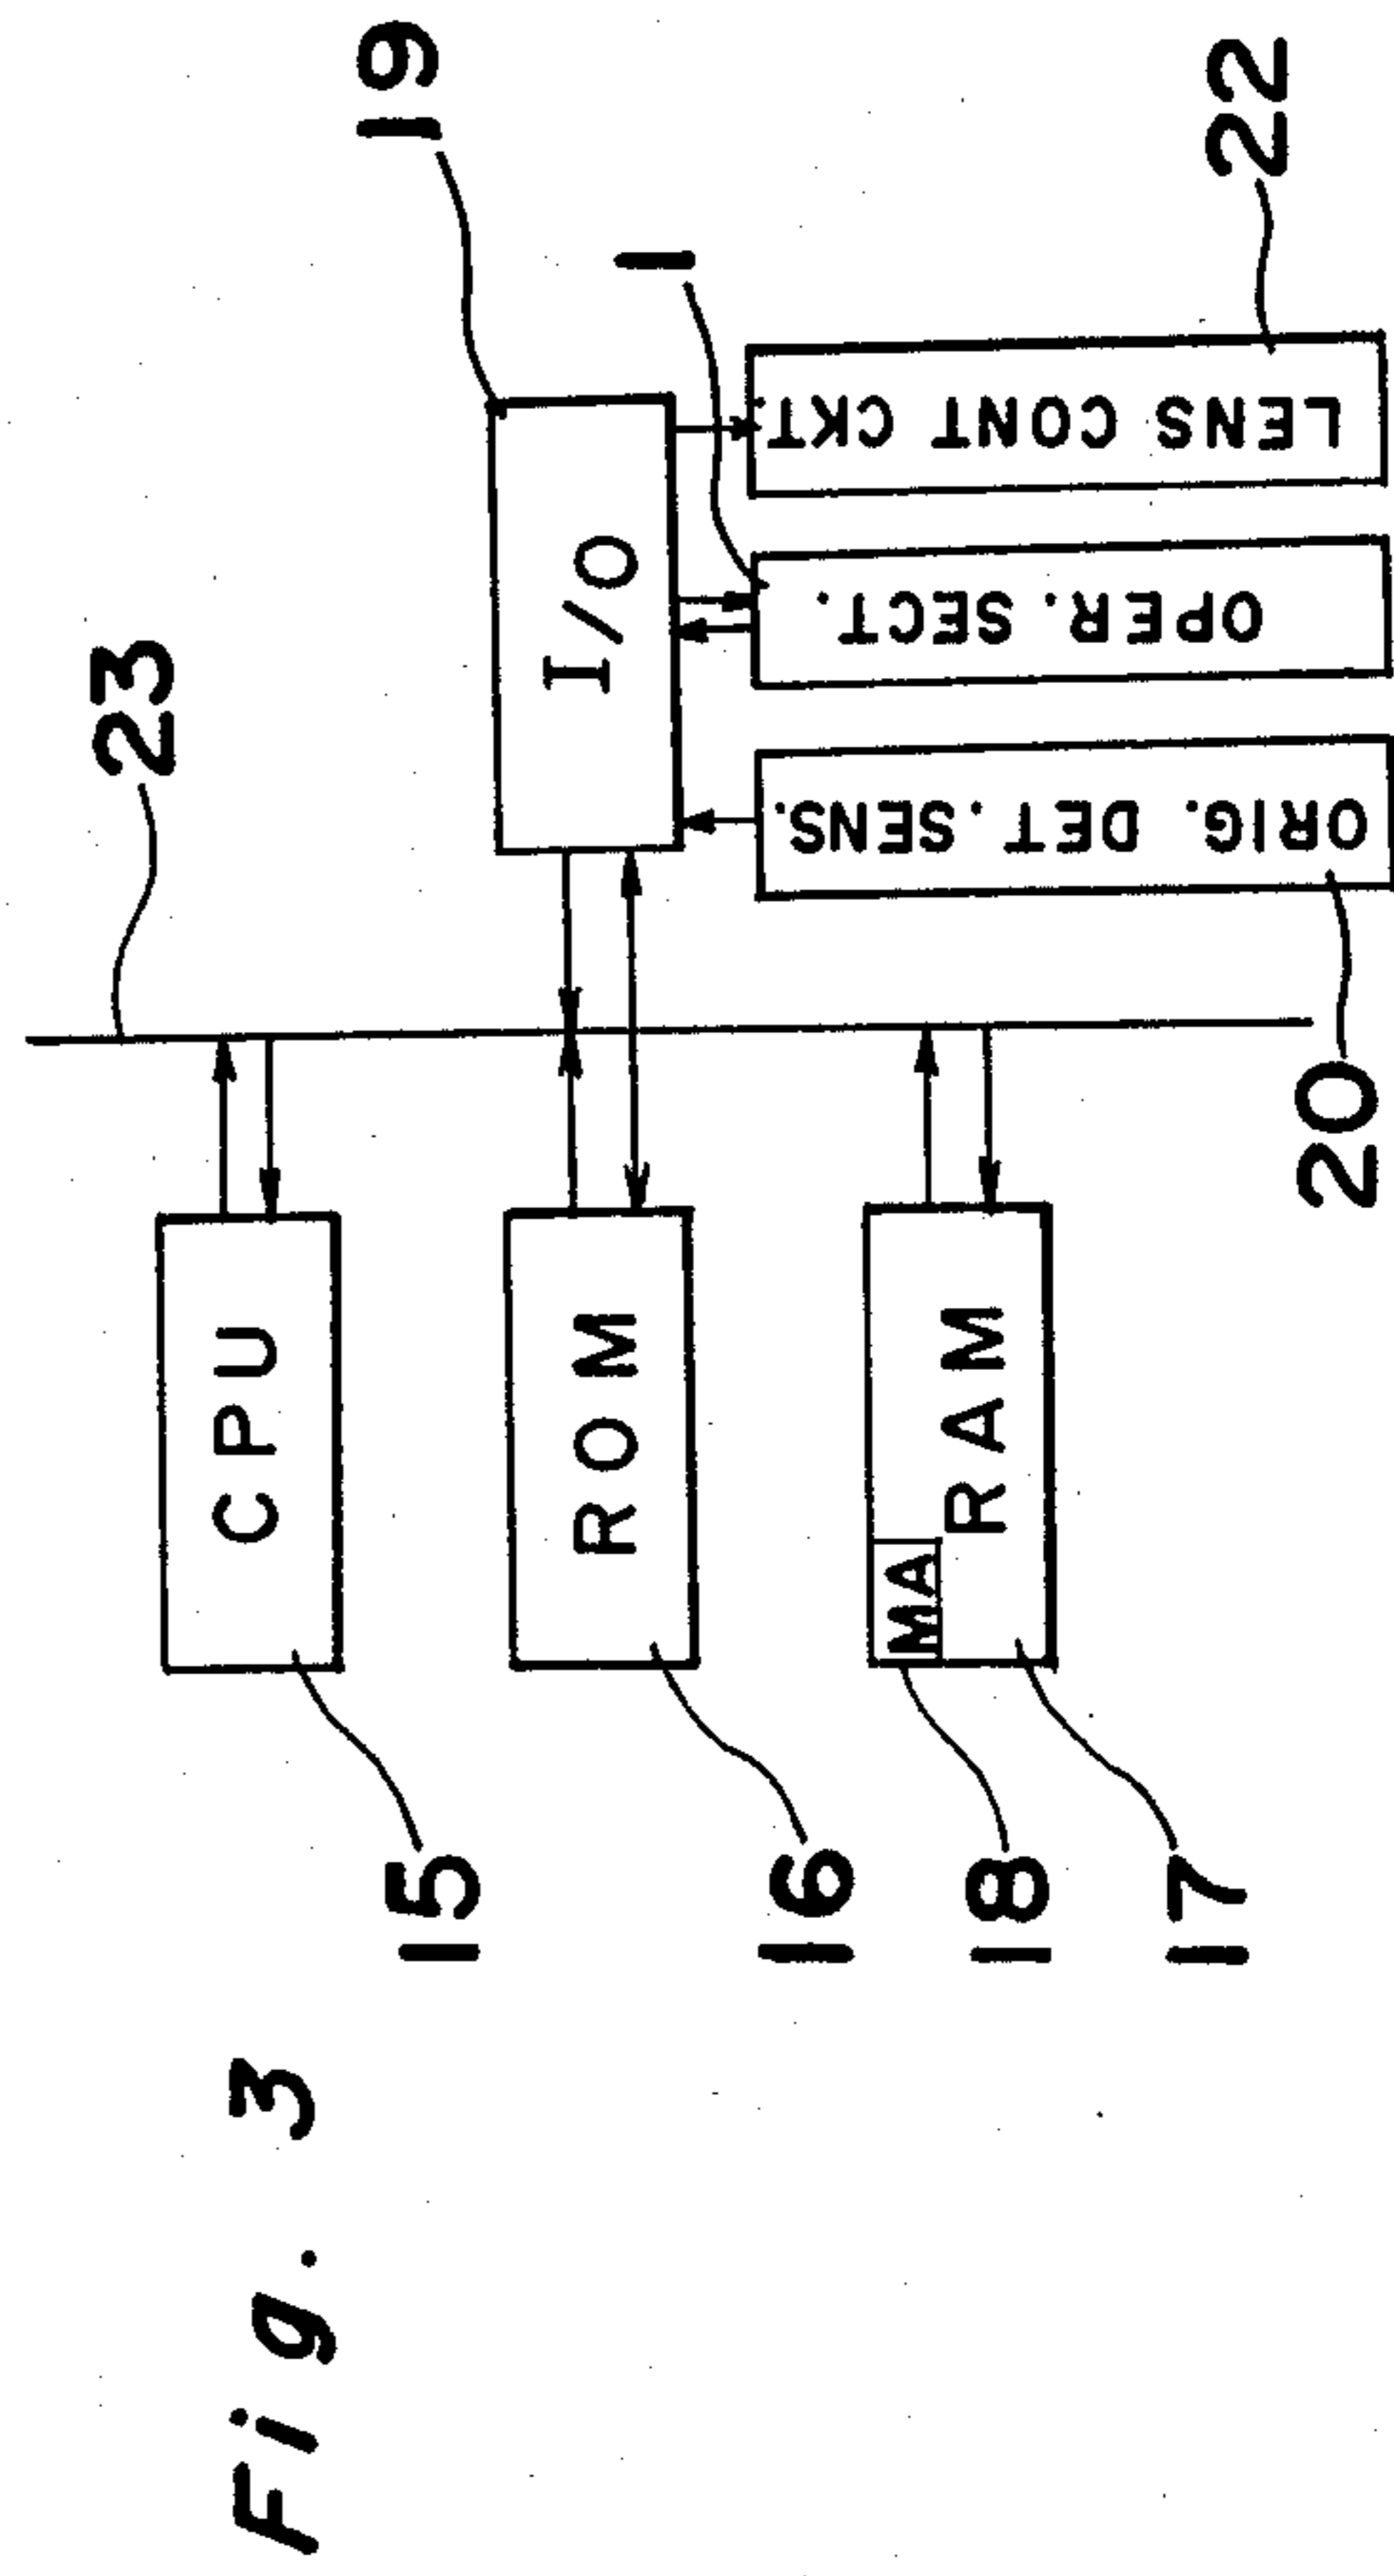 Fig. 3
15
CPU
23
16
ROM
I/O
19
18
MA
RAM
17
1
ORIG. DET. SENS.
OPER. SECT.
LENS CONT CKT.
20
22